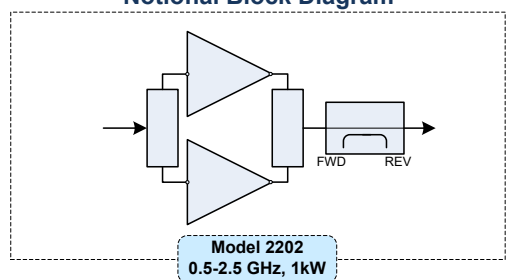 Notional Block Diagram
FWD REV
Model 2202
0.5-2.5 GHz, 1kW